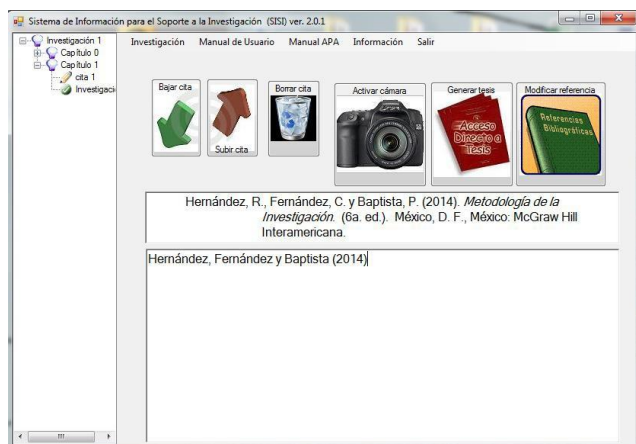 Sistema de Información para el Soporte a la Investigación (SISI) ver. 2.0.1
Investigación Manual de Usuario Manual APA Información Salir
Investigación 1
Capítulo 0
Capítulo 1
cita 1
Investigaci
Bajar cita
Subir cita
Borrar cita
Activar cámara
Generar tesis
Acceso
Directo a
Tesis
Modificar referencia
Referencias
Bibliográficas
Hernández, R., Fernández, C. y Baptista, P. (2014). Metodología de la
Investigación. (6a. ed.). México, D. F., México: McGraw Hill
Interamericana.
Hernández, Fernández y Baptista (2014)